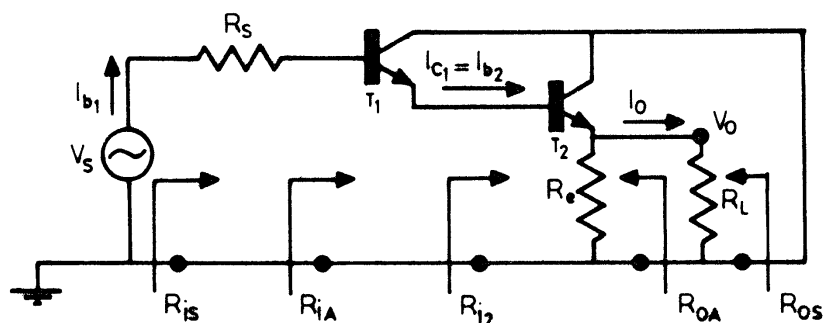 R_S
I_b1
I_c1 = I_b2
T_1
I_O
V_O
T_2
V_S
R_e
R_L
R_iS
R_iA
R_i2
R_OA
R_OS